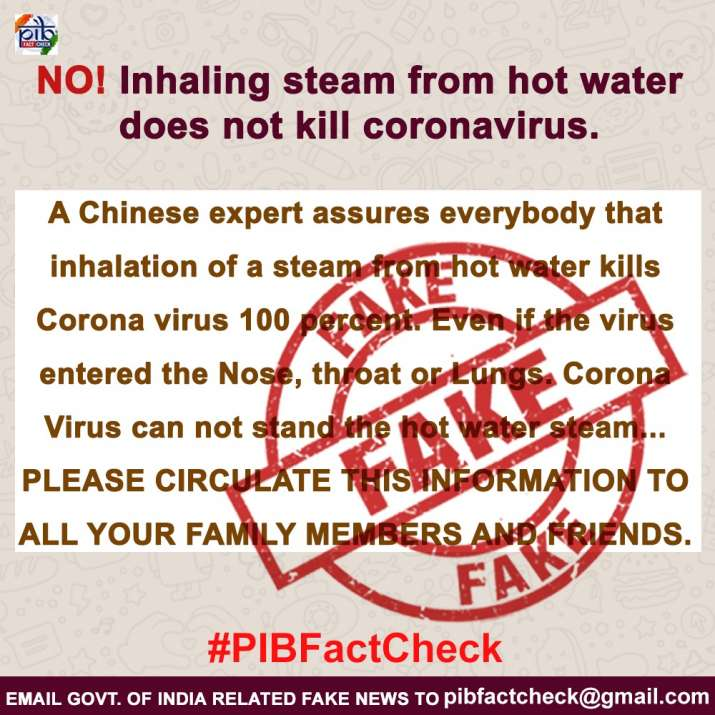 pib
FACT CHECK
NO! Inhaling steam from hot water
does not kill coronavirus.
A Chinese expert assures everybody that
inhalation of a steam from hot water kills
Corona virus 100 percent. Even if the virus
entered the Nose, throat or Lungs. Corona
Virus can not stand the hot water steam...
PLEASE CIRCULATE THIS INFORMATION TO
ALL YOUR FAMILY MEMBERS AND FRIENDS.
FAKE
FAKE
FAKE
#PIBFactCheck
EMAIL GOVT. OF INDIA RELATED FAKE NEWS TO pibfactcheck@gmail.com